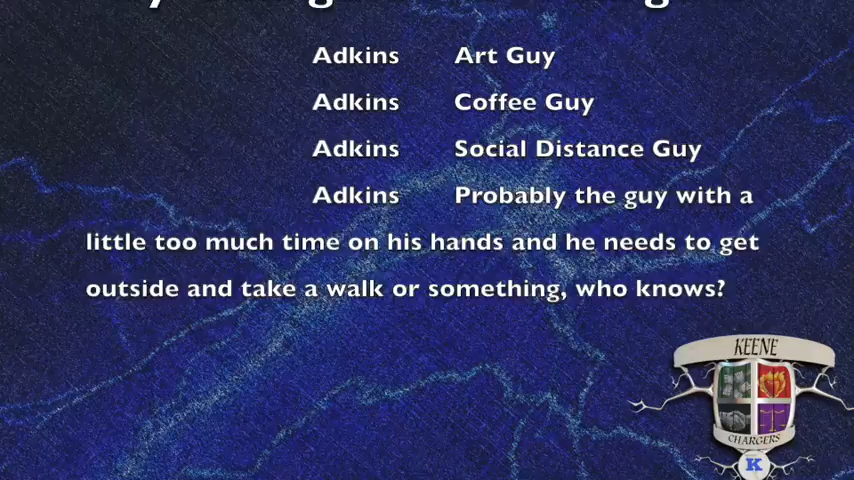 Adkins Art Guy
Adkins Coffee Guy
Adkins Social Distance Guy
Adkins Probably the guy with a
little too much time on his hands and he needs to get
outside and take a walk or something, who knows?
KEENE
CHARGERS
K